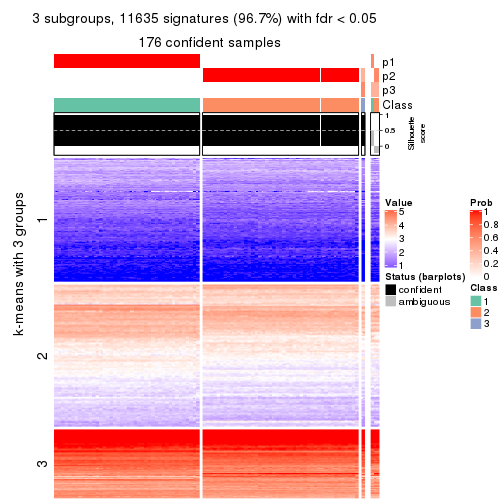 3 subgroups, 11635 signatures (96.7%) with fdr < 0.05
176 confident samples
p1
p2
p3
Class
1
0.5
0
Silhouette
score
k-means with 3 groups
1
2
3
Value
5
4
3
2
1
Status (barplots)
confident
ambiguous
Prob
1
0.8
0.6
0.4
0.2
0
Class
1
2
3